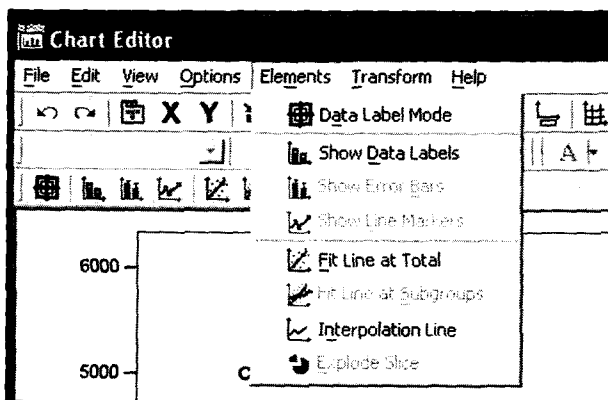 Chart Editor
File Edit View Options Elements Transform Help
X Y
Data Label Mode
A
Show Data Labels
Show Error Bars
Show Line Markers
Fit Line at Total
Fit Line at Subgroups
Interpolation Line
Explode Slice
6000
5000